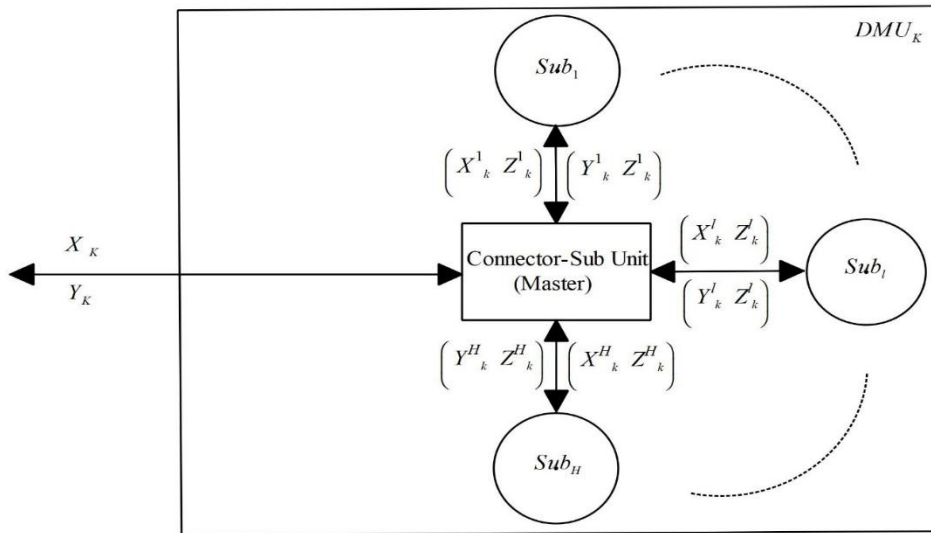 DMU_K
Sub_1
(X^1_k Z^1_k) (Y^1_k Z^1_k)
X_K
Y_K
Connector-Sub Unit
(Master)
(X^l_k Z^l_k)
(Y^l_k Z^l_k)
Sub_l
(Y^H_k Z^H_k) (X^H_k Z^H_k)
Sub_H